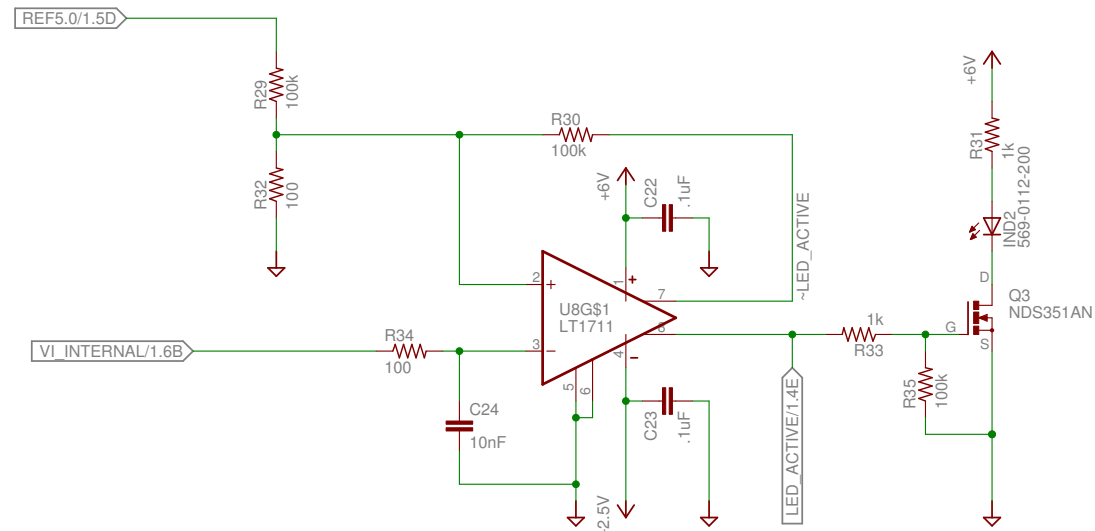 REF5.0/1.5D
R29
100k
R32
100
R30
100k
+6V
C22
.1uF
~LED_ACTIVE
+6V
R31
1k
IND2
569-0112-200
D
Q3
NDS351AN
G
S
2
+
1
+
7
U8G$1
LT1711
8
VI_INTERNAL/1.6B
R34
100
3
−
4
−
5
6
1k
R33
R35
100k
C24
10nF
C23
.1uF
LED_ACTIVE/1.4E
-2.5V